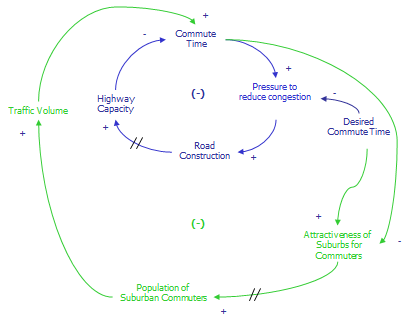 +
Commute
Time
-
+
Pressure to
reduce congestion
(-)
-
Highway
Capacity
Traffic Volume
+
+
Desired
Commute Time
Road
Construction
+
(-)
+
Attractiveness of
Suburbs for
Commuters
-
Population of
Suburban Commuters
+